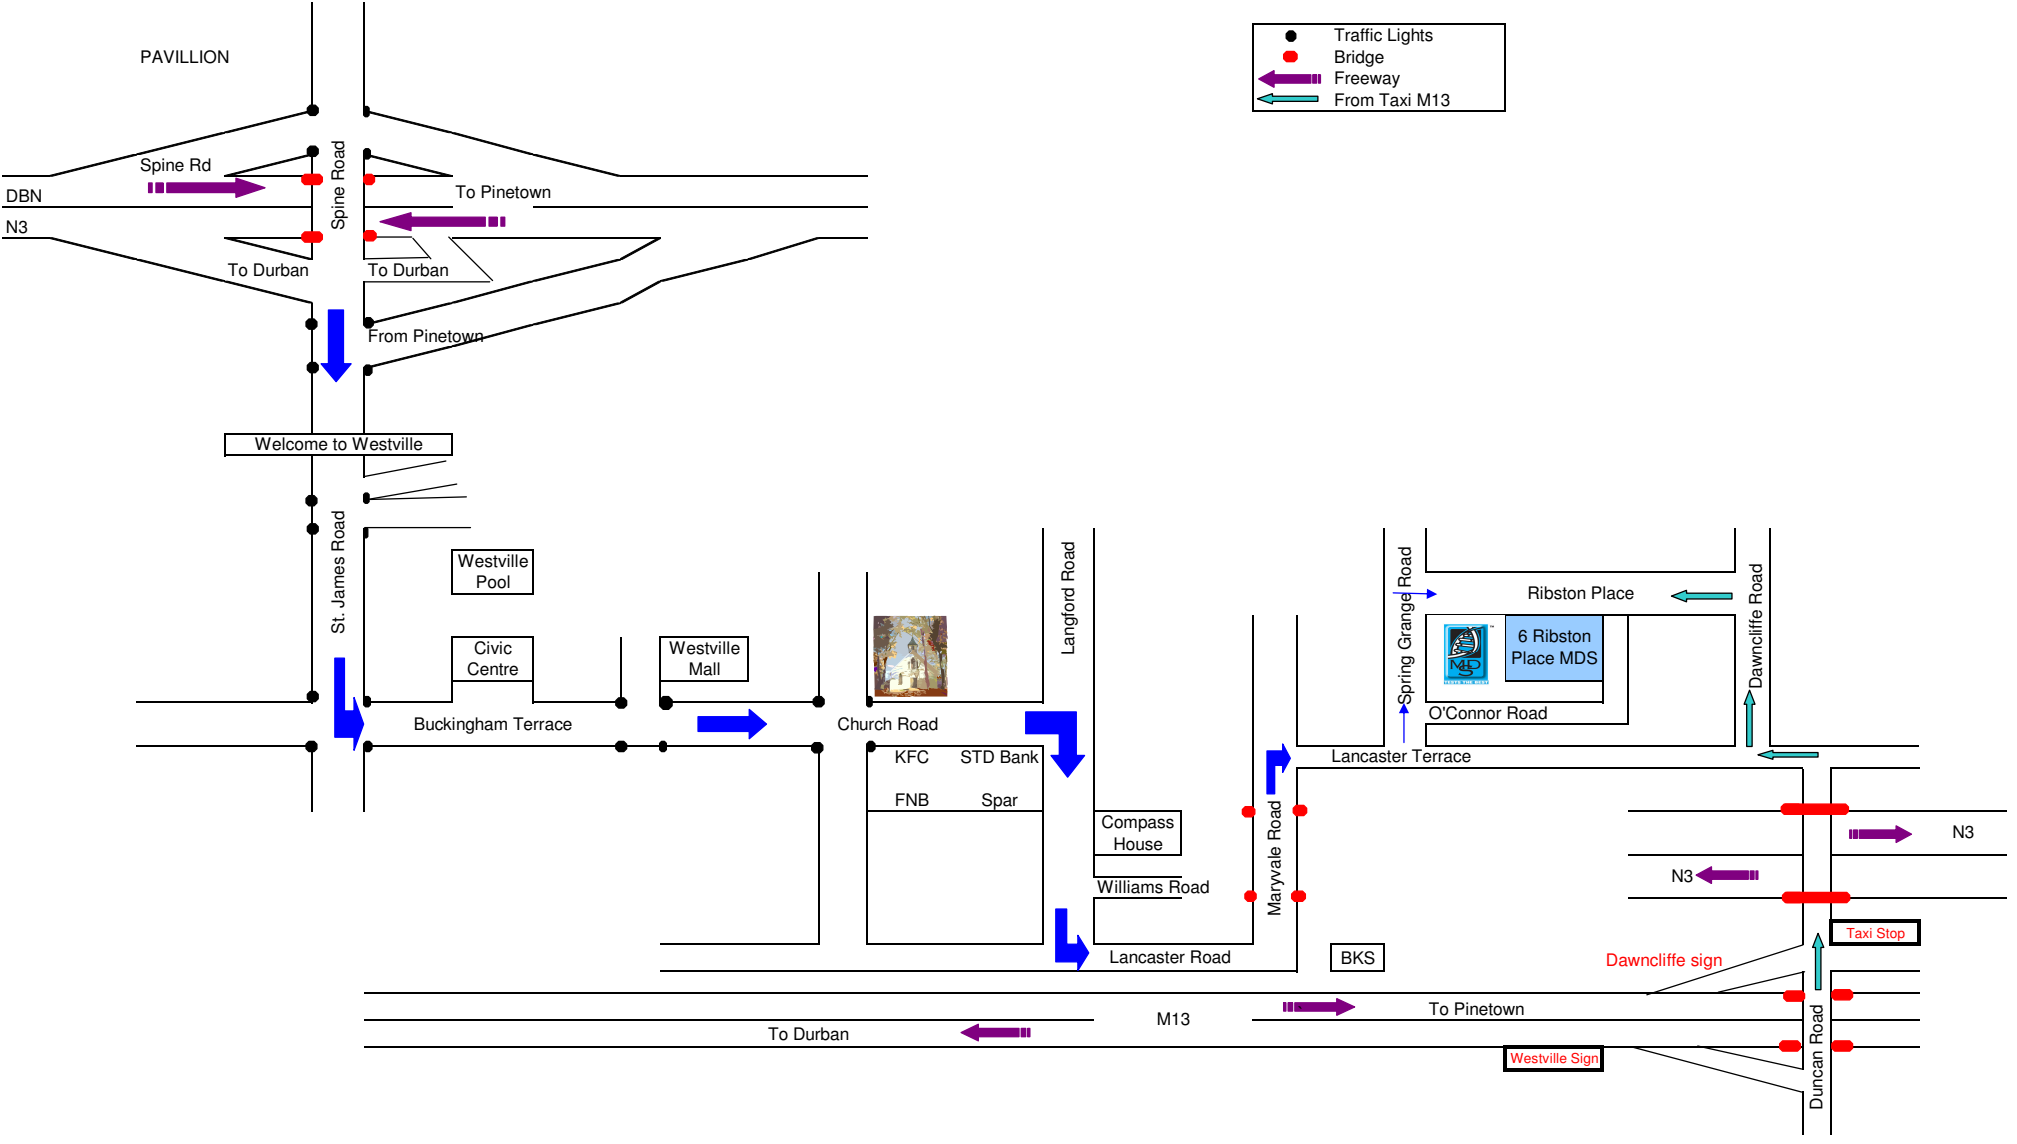 Traffic Lights
Bridge
Freeway
From Taxi M13
PAVILLION
Spine Rd
Spine Road
DBN
To Pinetown
N3
To Durban
To Durban
From Pinetown
Welcome to Westville
St. James Road
Westville
Pool
Civic
Centre
Westville
Mall
Buckingham Terrace
Church Road
KFC
STD Bank
FNB
Spar
Langford Road
Compass
House
Williams Road
Lancaster Road
Maryvale Road
Spring Grange Road
Ribston Place
MD
S
6 Ribston
Place MDS
Dawncliffe Road
O'Connor Road
Lancaster Terrace
N3
N3
Taxi Stop
Dawncliffe sign
BKS
To Pinetown
M13
To Durban
Westville Sign
Duncan Road